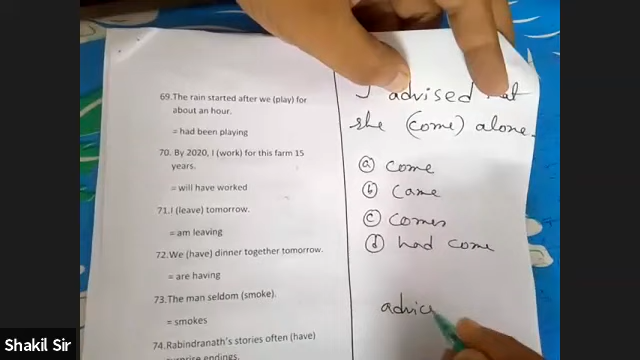 69.The rain started after we (play) for
about an hour.
= had been playing
70. By 2020, I (work) for this farm 15
years.
= will have worked
71.I (leave) tomorrow.
= am leaving
72.We (have) dinner together tomorrow.
= are having
73.The man seldom (smoke).
= smokes
74.Rabindranath's stories often (have)
surprise endings.
I advised
she (come) alone.
(a) come
(b) came
(c) comes
(d) had come
advice
Shakil Sir